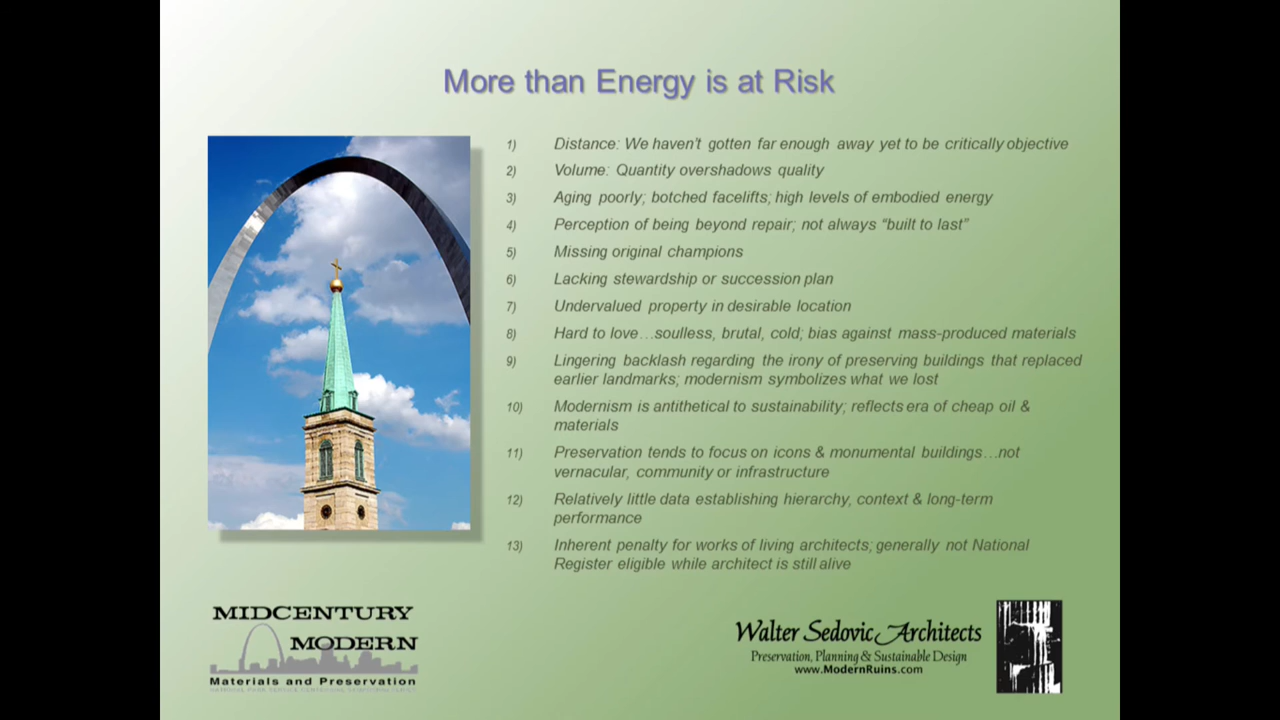 More than Energy is at Risk
1) Distance: We haven't gotten far enough away yet to be critically objective
2) Volume: Quantity overshadows quality
3) Aging poorly; botched facelifts; high levels of embodied energy
4) Perception of being beyond repair; not always "built to last"
5) Missing original champions
6) Lacking stewardship or succession plan
7) Undervalued property in desirable location
8) Hard to love…soulless, brutal, cold; bias against mass-produced materials
9) Lingering backlash regarding the irony of preserving buildings that replaced
earlier landmarks; modernism symbolizes what we lost
10) Modernism is antithetical to sustainability; reflects era of cheap oil &
materials
11) Preservation tends to focus on icons & monumental buildings…not
vernacular, community or infrastructure
12) Relatively little data establishing hierarchy, context & long-term
performance
13) Inherent penalty for works of living architects; generally not National
Register eligible while architect is still alive
MIDCENTURY
MODERN
Materials and Preservation
Walter Sedovic Architects
Preservation, Planning & Sustainable Design
www.ModernRuins.com